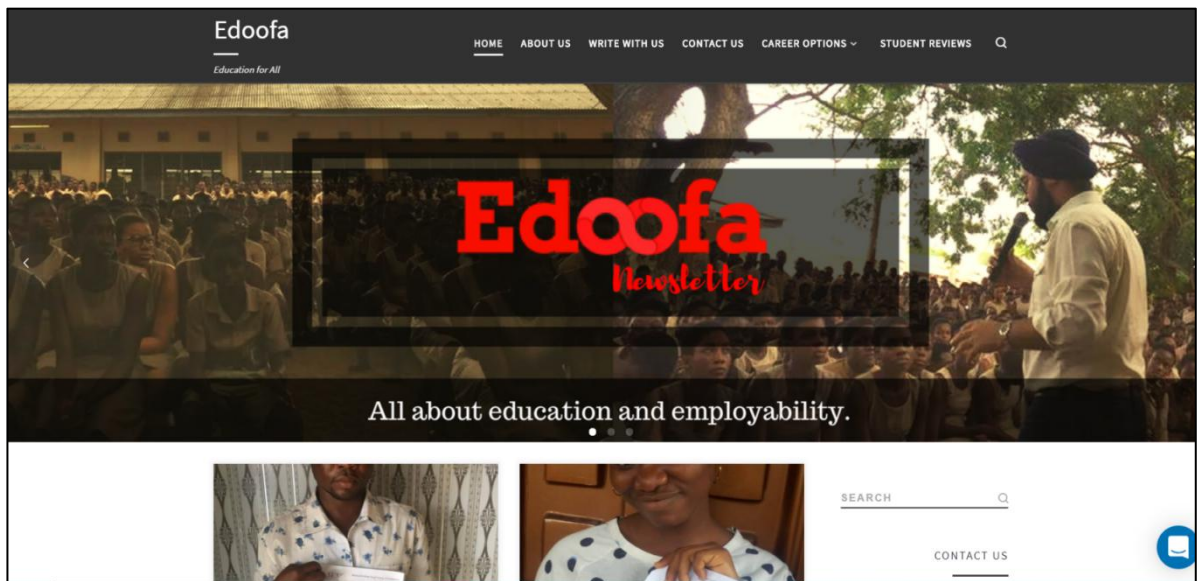 Edoofa
Education for All
HOME ABOUT US WRITE WITH US CONTACT US CAREER OPTIONS STUDENT REVIEWS
Edoofa
Newsletter
All about education and employability.
SEARCH
CONTACT US